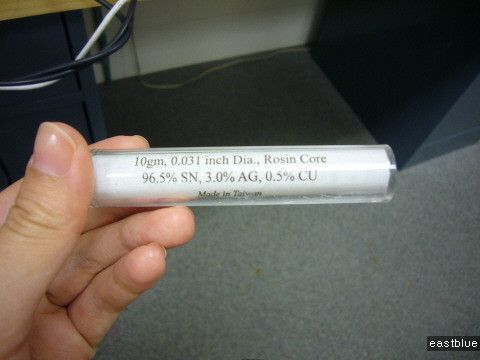 10gm, 0.031 inch Dia., Rosin Core
96.5% SN, 3.0% AG, 0.5% CU
Made in Taiwan
eastblue